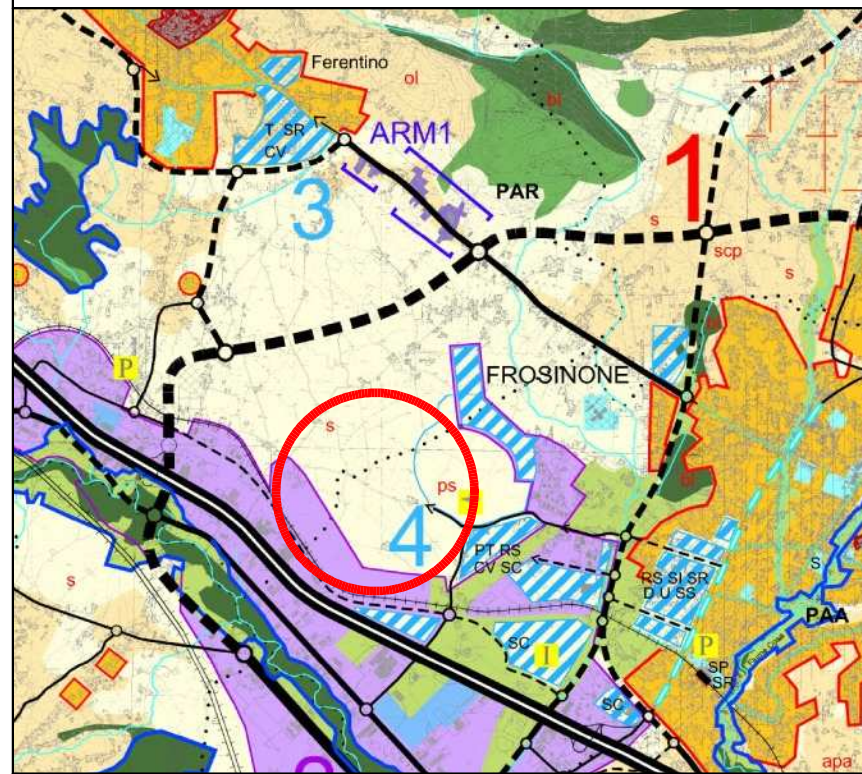 Ferentino
ol
bl
T SR
CV
ARM1
PAR
1
3
s
scp
s
P
FROSINONE
s
ps
4
PT RS
CV SC
RS SI SR
D U SS
S
PAA
s
SC
I
P
SP
SR
SC
apa